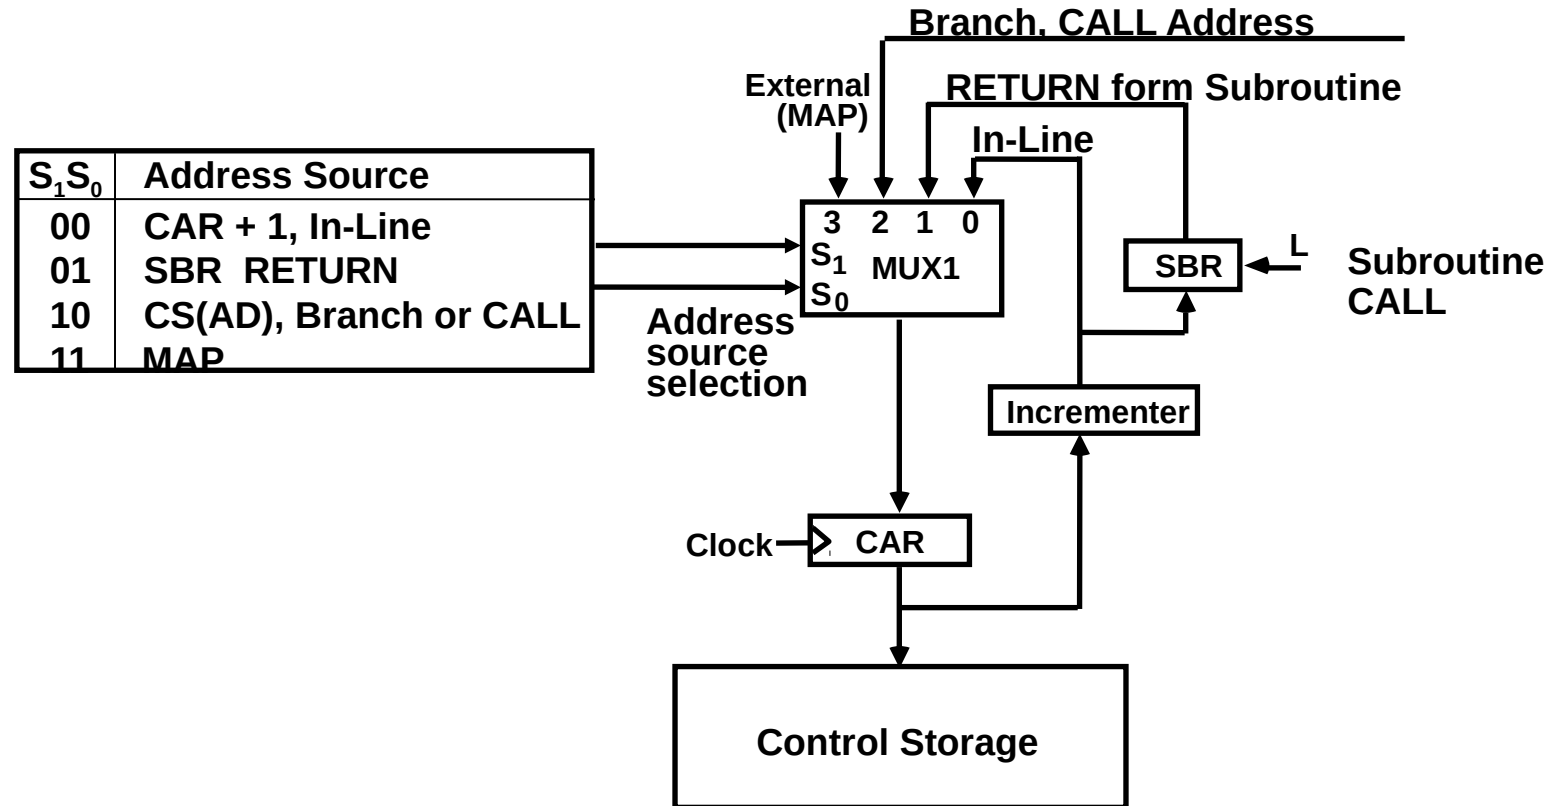 Branch, CALL Address
External
(MAP)
RETURN form Subroutine
In-Line
S1S0 Address Source
00 CAR + 1, In-Line
01 SBR RETURN
10 CS(AD), Branch or CALL
11 MAP
3 2 1 0
S1
MUX1
S0
Address
source
selection
SBR
L
Subroutine
CALL
Incrementer
Clock
CAR
Control Storage